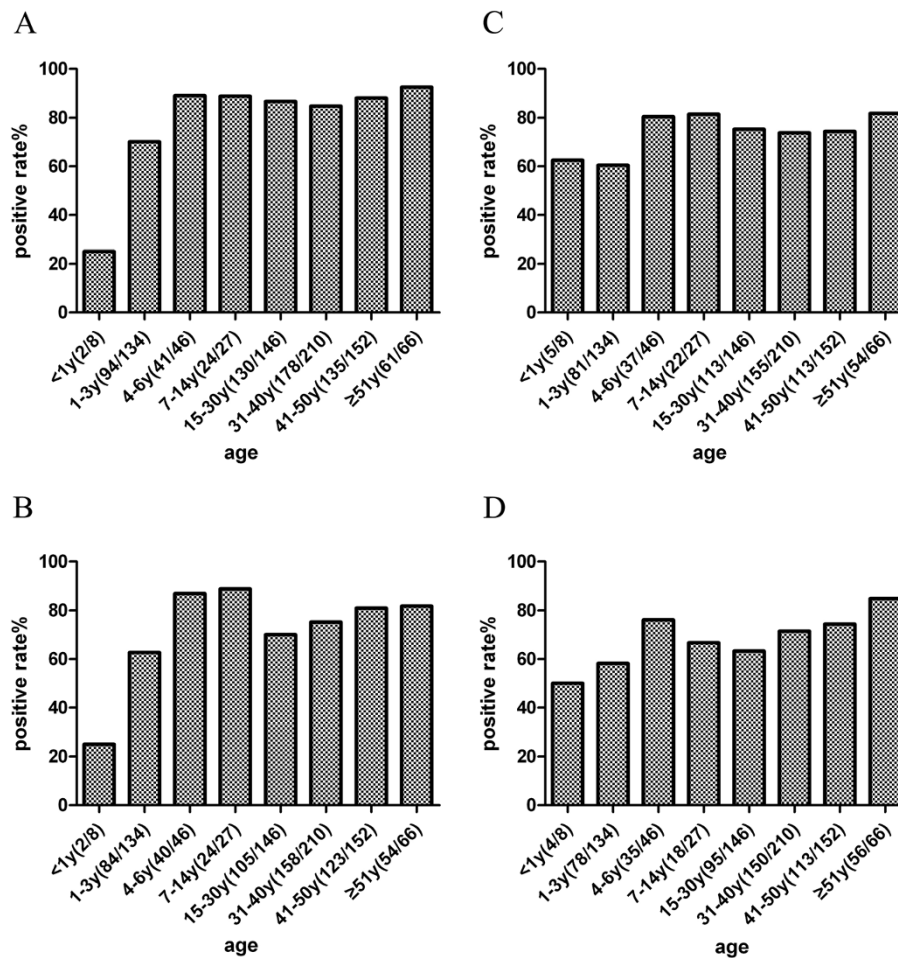 A
positive rate%
100
80
60
40
20
0
<1y(2/8)
1-3y(94/134)
4-6y(41/46)
7-14y(24/27)
15-30y(130/146)
31-40y(178/210)
41-50y(135/152)
≥51y(61/66)
age
C
positive rate%
100
80
60
40
20
0
<1y(5/8)
1-3y(81/134)
4-6y(37/46)
7-14y(22/27)
15-30y(113/146)
31-40y(155/210)
41-50y(113/152)
≥51y(54/66)
age
B
positive rate%
100
80
60
40
20
0
<1y(2/8)
1-3y(84/134)
4-6y(40/46)
7-14y(24/27)
15-30y(105/146)
31-40y(158/210)
41-50y(123/152)
≥51y(54/66)
age
D
positive rate%
100
80
60
40
20
0
<1y(4/8)
1-3y(78/134)
4-6y(35/46)
7-14y(18/27)
15-30y(95/146)
31-40y(150/210)
41-50y(113/152)
≥51y(56/66)
age